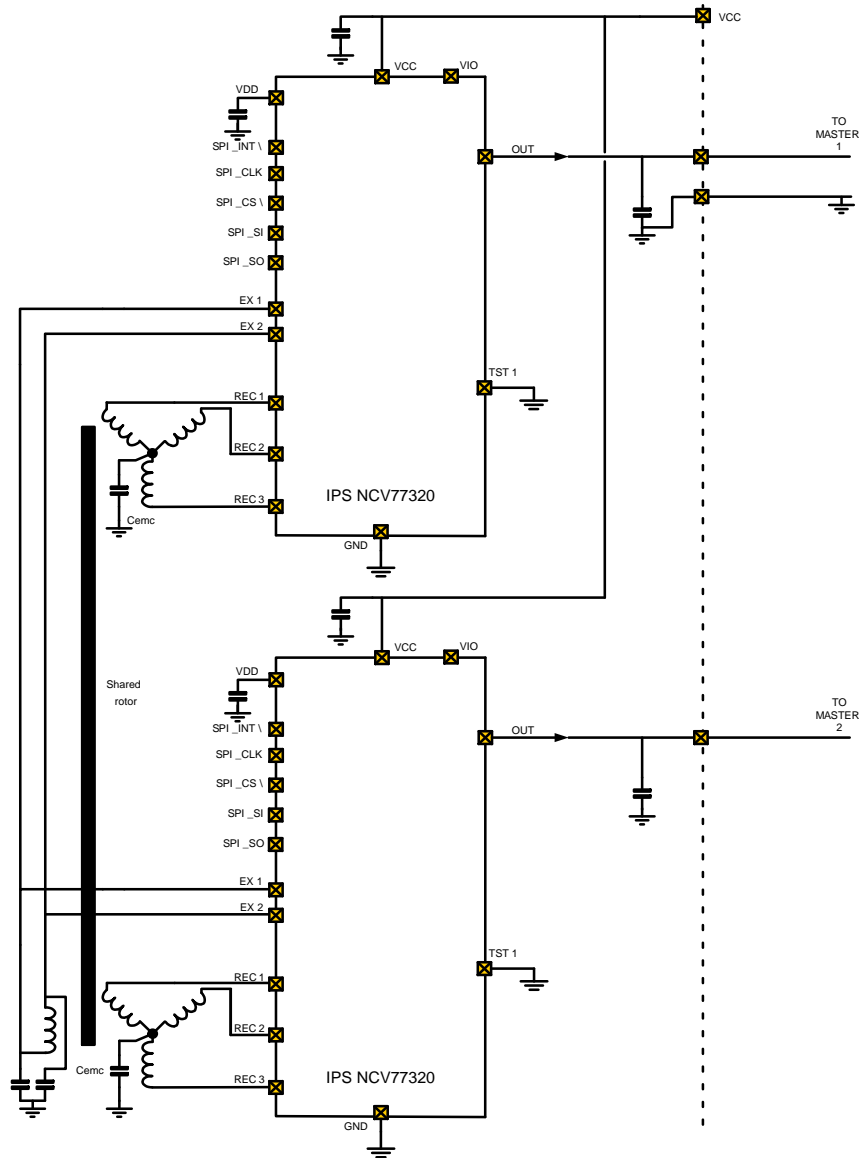 VCC
VCC
VIO
VDD
TO
MASTER
1
SPI_INT \
OUT
SPI_CLK
SPI_CS \
SPI_SI
SPI_SO
EX 1
EX 2
TST 1
REC 1
REC 2
REC 3
IPS NCV77320
Cemc
GND
VCC
VIO
VDD
Shared
rotor
TO
MASTER
2
SPI_INT \
OUT
SPI_CLK
SPI_CS \
SPI_SI
SPI_SO
EX 1
EX 2
TST 1
REC 1
REC 2
Cemc
REC 3
IPS NCV77320
GND